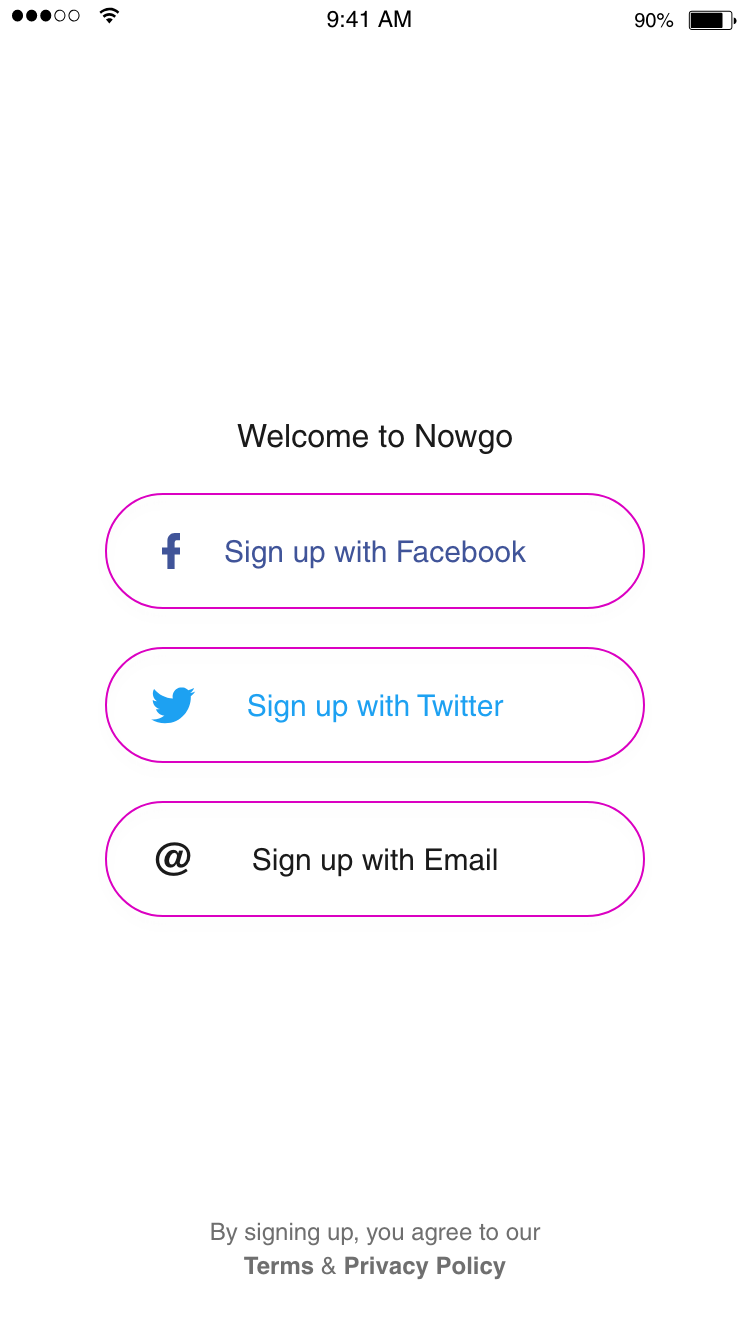 9:41 AM
90%
Welcome to Nowgo
Sign up with Facebook
Sign up with Twitter
@ Sign up with Email
By signing up, you agree to our
Terms & Privacy Policy